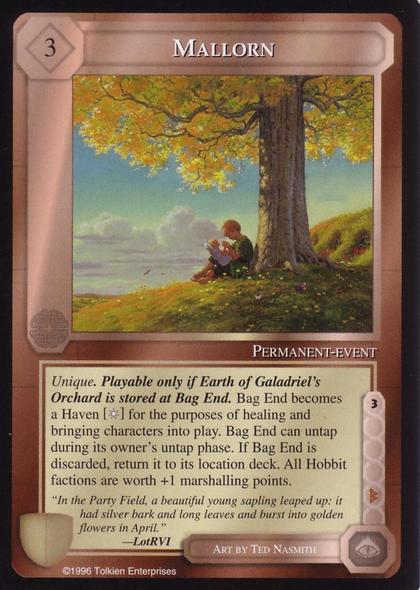 3
MALLORN
PERMANENT-EVENT
Unique. Playable only if Earth of Galadriel's
Orchard is stored at Bag End. Bag End becomes
a Haven [ ] for the purposes of healing and
bringing characters into play. Bag End can untap
during its owner's untap phase. If Bag End is
discarded, return it to its location deck. All Hobbit
factions are worth +1 marshalling points.
3
"In the Party Field, a beautiful young sapling leaped up: it
had silver bark and long leaves and burst into golden
flowers in April."
—LotRVI
ART BY TED NASMITH
©1996 Tolkien Enterprises